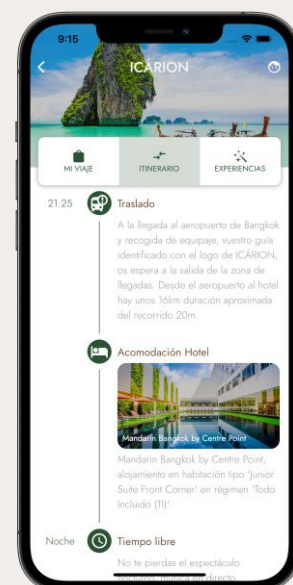 9:15
ICÁRION
MI VIAJE
ITINERARIO
EXPERIENCIAS
21:25
Traslado
A la llegada al aeropuerto de Bangkok
y recogida de equipaje, vuestro guía
identificado con el logo de ICÁRION,
os espera a la salida de la zona de
llegadas. Desde el aeropuerto al hotel
hay unos 16km duración aproximada
del recorrido 20m
Acomodación Hotel
Mandarin Bangkok by Centre Point
Mandarin Bangkok by Centre Point,
alojamiento en habitación tipo 'Junior
Suite Front Corner' en régimen 'Todo
Incluido (TI)'
Noche
Tiempo libre
No te pierdas el espectáculo
nocturno, música en directo